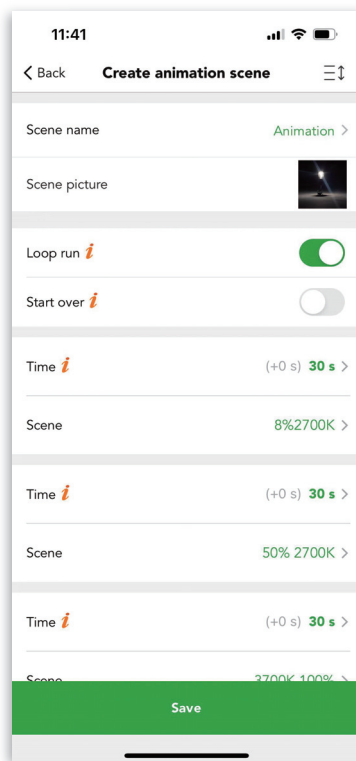 11:41
Back Create animation scene
Scene name Animation
Scene picture
Loop run i
Start over i
Time i (+0 s) 30 s
Scene 8%2700K
Time i (+0 s) 30 s
Scene 50% 2700K
Time i (+0 s) 30 s
Scene 3700K 100%
Save